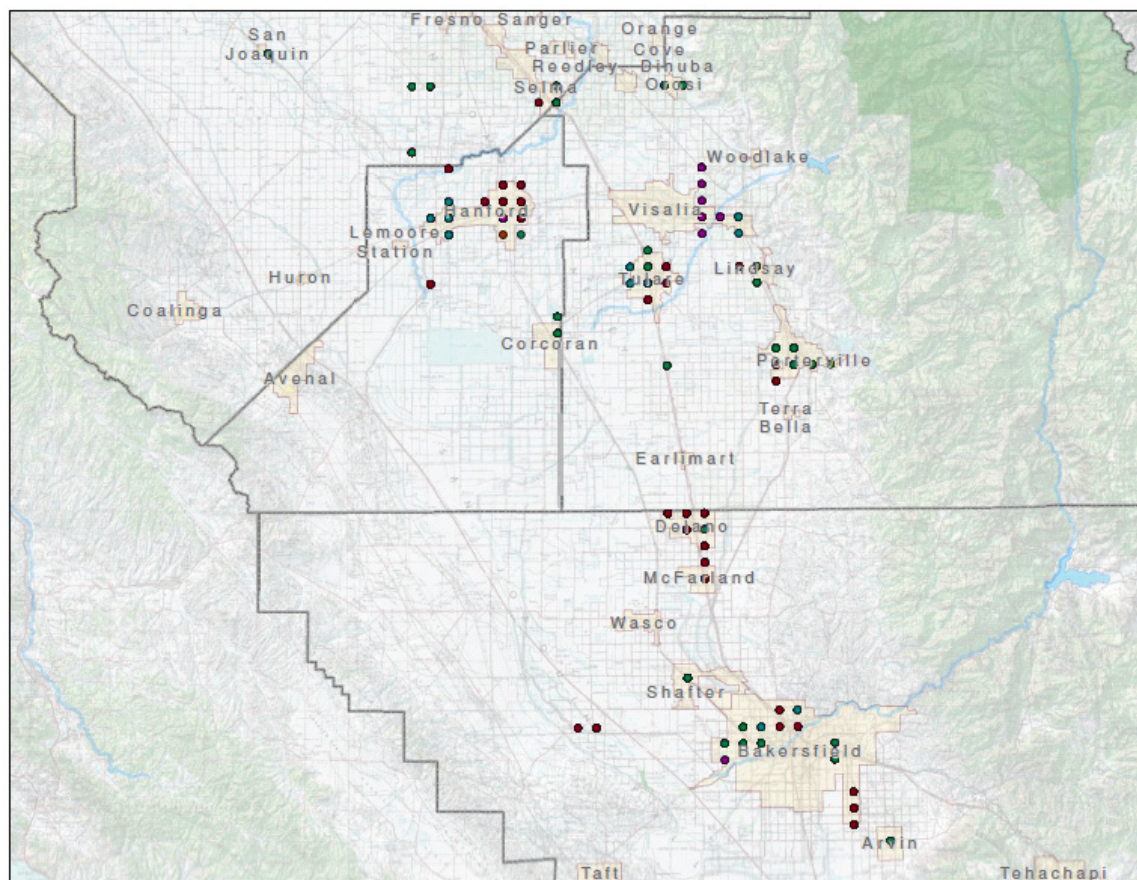 Fresno Sanger
San
Joaquin
Orange
Cove
Parlier
Reedley
Dinuba
Selma
Orosi
Woodlake
Hanford
Visalia
Lemoore
Station
Huron
Tulare
Lindsay
Coalinga
Corcoran
Avenal
Porterville
Terra
Bella
Earlimart
Delano
McFarland
Wasco
Shafter
Bakersfield
Arvin
Taft
Tehachapi